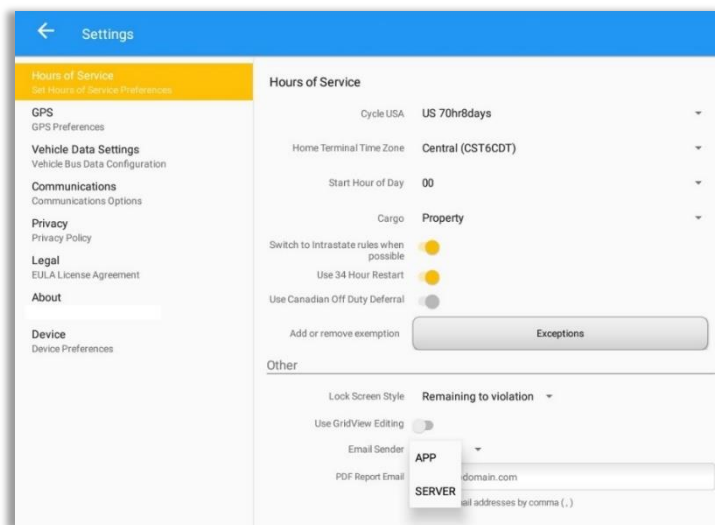 Settings
Hours of Service
Set Hours of Service Preferences
GPS
GPS Preferences
Vehicle Data Settings
Vehicle Bus Data Configuration
Communications
Communications Options
Privacy
Privacy Policy
Legal
EULA License Agreement
About
Device
Device Preferences
Hours of Service
Cycle USA US 70hr8days
Home Terminal Time Zone Central (CST6CDT)
Start Hour of Day 00
Cargo Property
Switch to Intrastate rules when
possible
Use 34 Hour Restart
Use Canadian Off Duty Deferral
Add or remove exemption Exceptions
Other
Lock Screen Style Remaining to violation
Use GridView Editing
Email Sender
APP
PDF Report Email domain.com
SERVER
addresses by comma ( , )